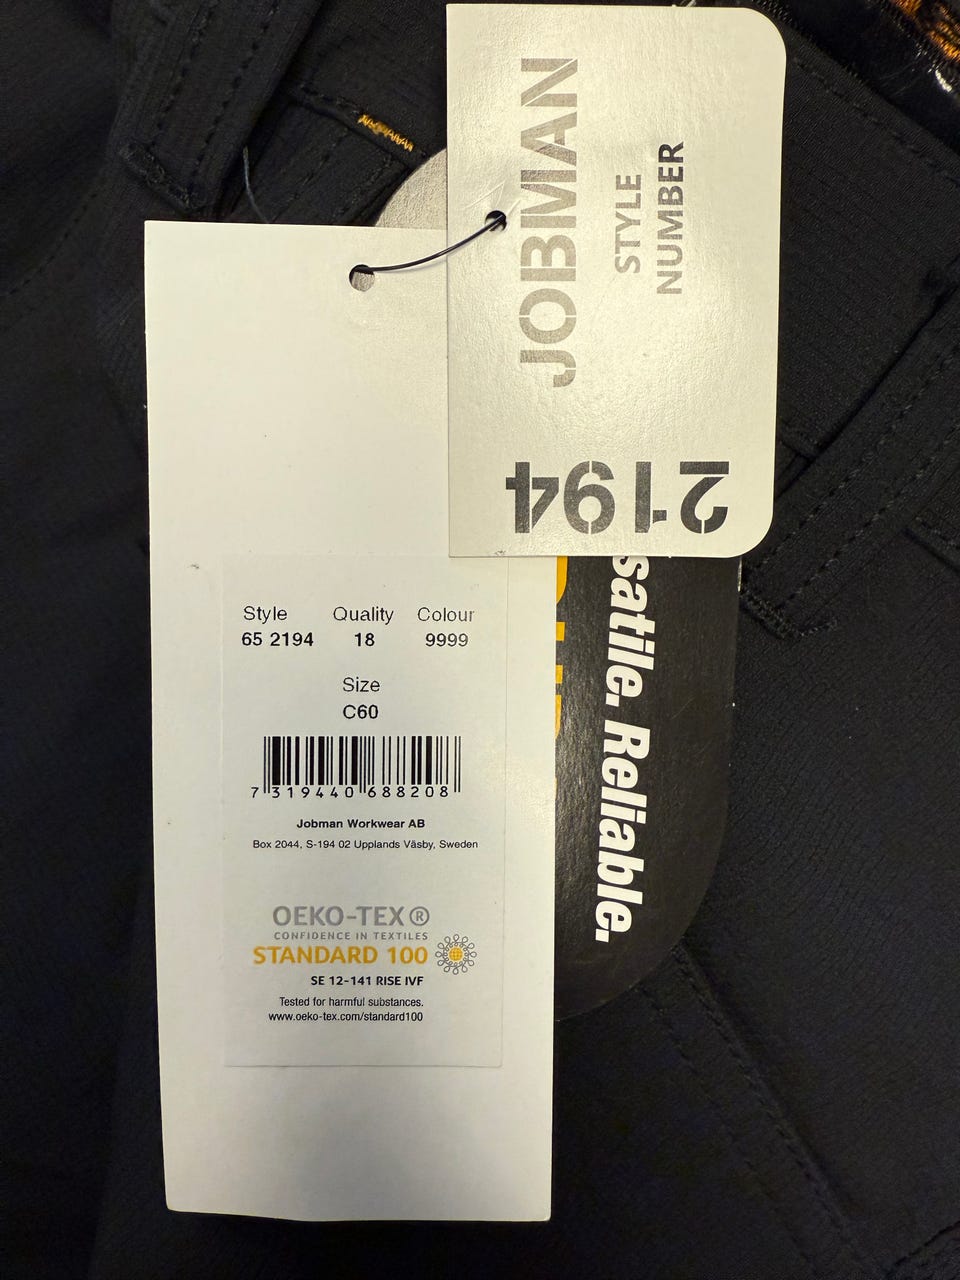 JOBMAN
STYLE
NUMBER
2194
satile. Reliable.
Style Quality Colour
65 2194 18 9999
Size
C60
7 319440 688208
Jobman Workwear AB
Box 2044, S-194 02 Upplands Väsby, Sweden
OEKO-TEX®
CONFIDENCE IN TEXTILES
STANDARD 100
SE 12-141 RISE IVF
Tested for harmful substances.
www.oeko-tex.com/standard100